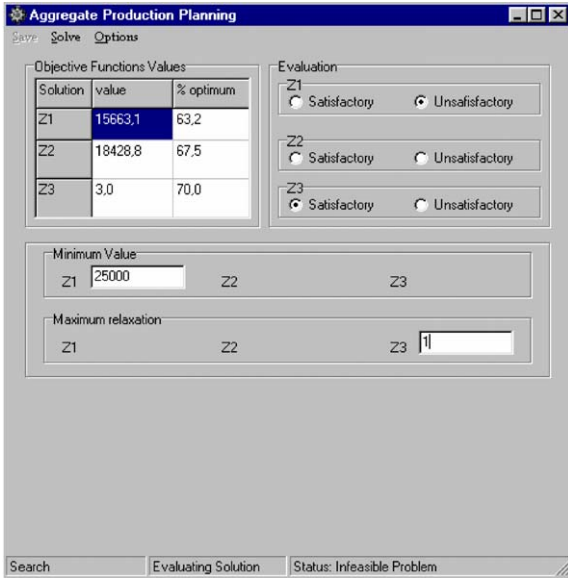 Aggregate Production Planning
Save Solve Options
Objective Functions Values
Solution value % optimum
Z1 15663,1 63,2
Z2 18428,8 67,5
Z3 3,0 70,0
Evaluation
Z1
Satisfactory Unsafisfactory
Z2
Satisfactory Unsatisfactory
Z3
Satisfactory Unsatisfactory
Minimum Value
Z1 25000 Z2 Z3
Maximum relaxation
Z1 Z2 Z3 1
Search Evaluating Solution Status: Infeasible Problem